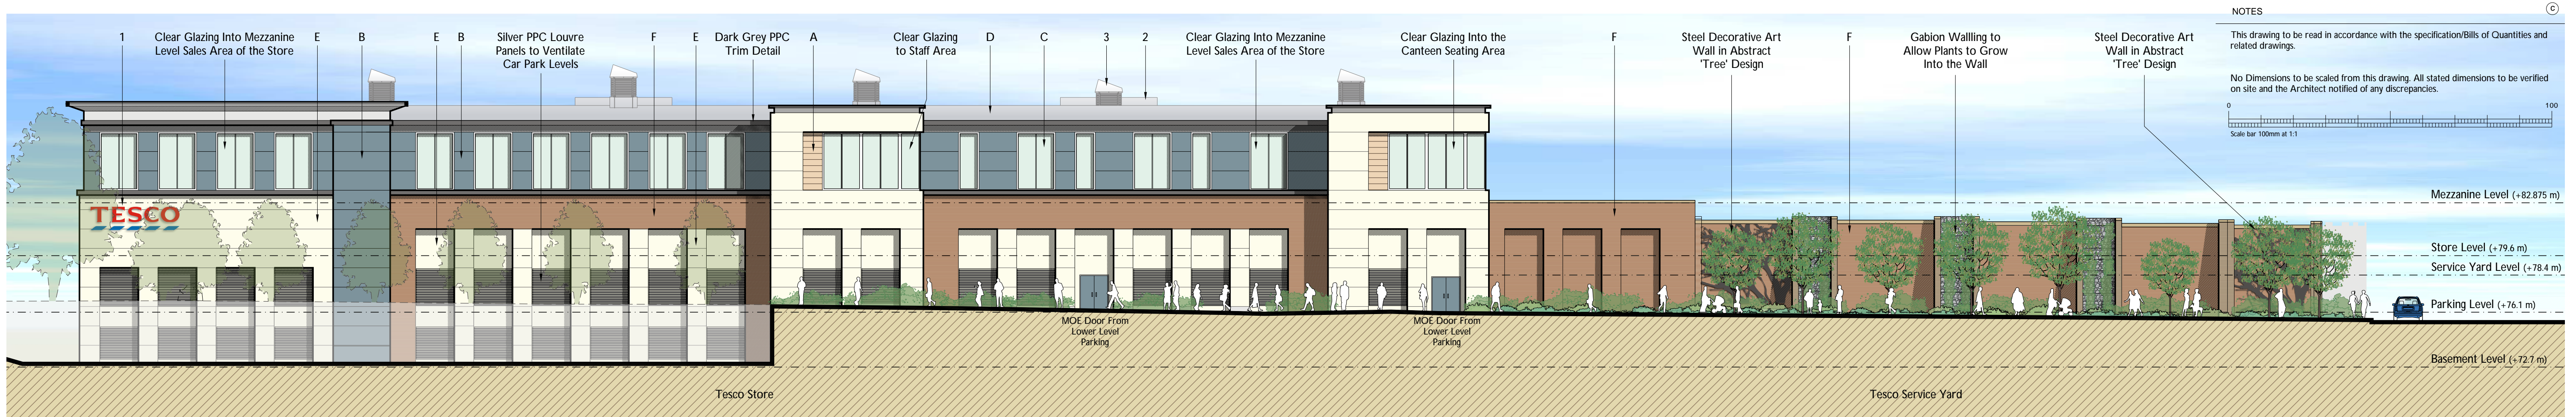 NOTES
©
This drawing to be read in accordance with the specification/Bills of Quantities and
related drawings.
No Dimensions to be scaled from this drawing. All stated dimensions to be verified
on site and the Architect notified of any discrepancies.
0
100
Scale bar 100mm at 1:1
1
Clear Glazing Into Mezzanine
Level Sales Area of the Store
E
B
E
B
Silver PPC Louvre
Panels to Ventilate
Car Park Levels
F
E
Dark Grey PPC
Trim Detail
A
Clear Glazing
to Staff Area
D
C
3
2
Clear Glazing Into Mezzanine
Level Sales Area of the Store
Clear Glazing Into the
Canteen Seating Area
F
Steel Decorative Art
Wall in Abstract
'Tree' Design
F
Gabion Wallling to
Allow Plants to Grow
Into the Wall
Steel Decorative Art
Wall in Abstract
'Tree' Design
TESCO
Mezzanine Level (+82.875 m)
Store Level (+79.6 m)
Service Yard Level (+78.4 m)
Parking Level (+76.1 m)
Basement Level (+72.7 m)
MOE Door From
Lower Level
Parking
MOE Door From
Lower Level
Parking
Tesco Store
Tesco Service Yard